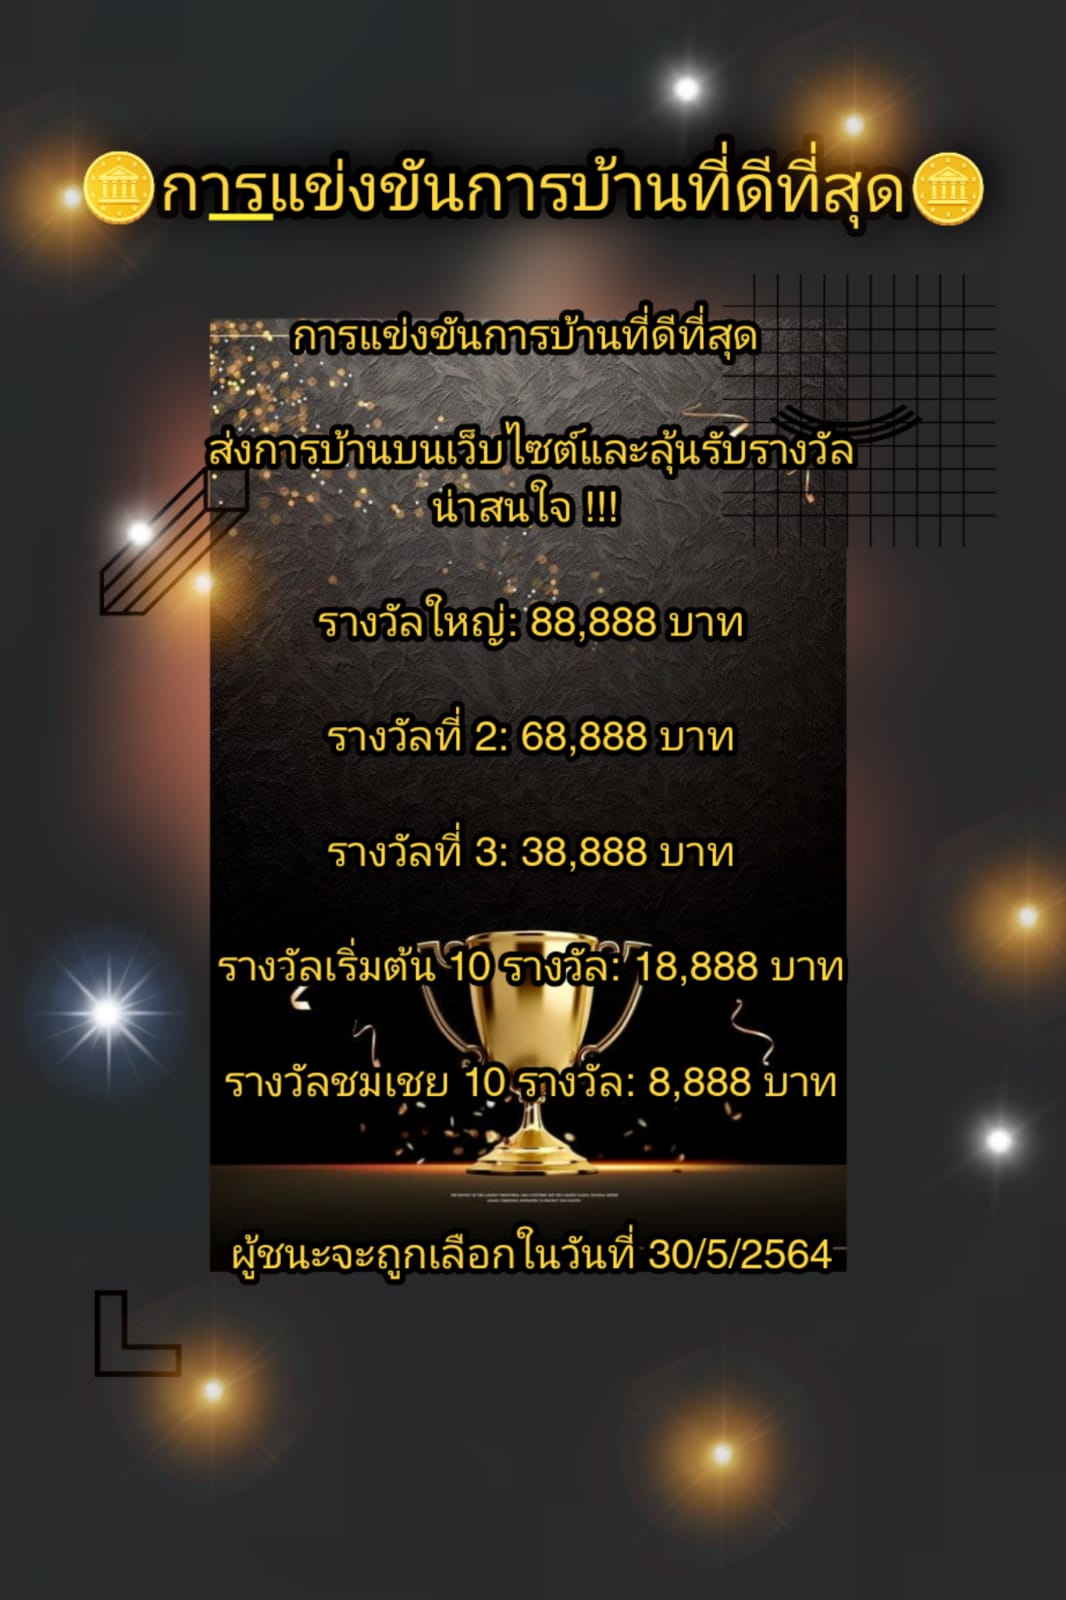 การแข่งขันการบ้านที่ดีที่สุด
การแข่งขันการบ้านที่ดีที่สุด
ส่งการบ้านบนเว็บไซต์และลุ้นรับรางวัล
น่าสนใจ !!!
รางวัลใหญ่: 88,888 บาท
รางวัลที่ 2: 68,888 บาท
รางวัลที่ 3: 38,888 บาท
รางวัลเริ่มต้น 10 รางวัล: 18,888 บาท
รางวัลชมเชย 10 รางวัล: 8,888 บาท
ผู้ชนะจะถูกเลือกในวันที่ 30/5/2564